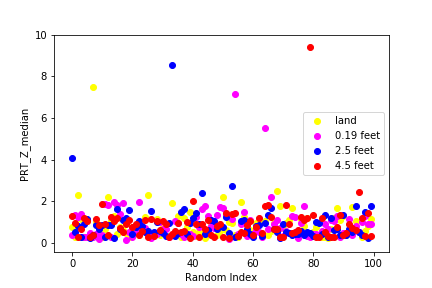 10
8
6
4
2
0
PRT_Z_median
land
0.19 feet
2.5 feet
4.5 feet
0 20 40 60 80 100
Random Index